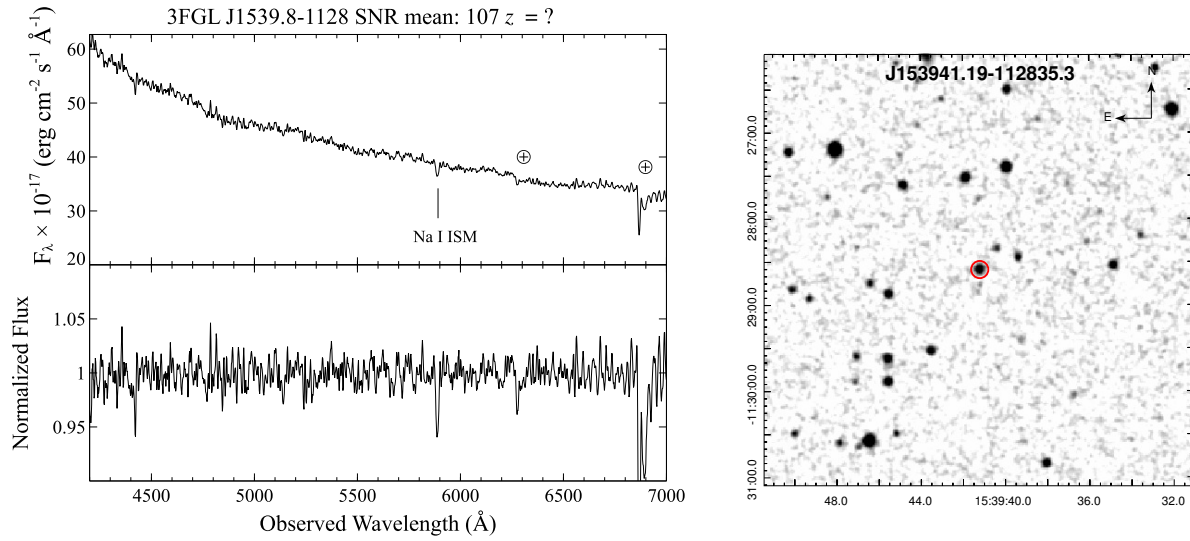 3FGL J1539.8-1128 SNR mean: 107 z = ?
60
50
40
30
20
F_λ × 10^-17 (erg cm^-2 s^-1 Å^-1)
⊕
⊕
Na I ISM
1.05
1
0.95
Normalized Flux
4500 5000 5500 6000 6500 7000
Observed Wavelength (Å)
J153941.19-112835.3
N
E
27:00.0
28:00.0
29:00.0
-11:30:00.0
31:00.0
48.0 44.0 15:39:40.0 36.0 32.0